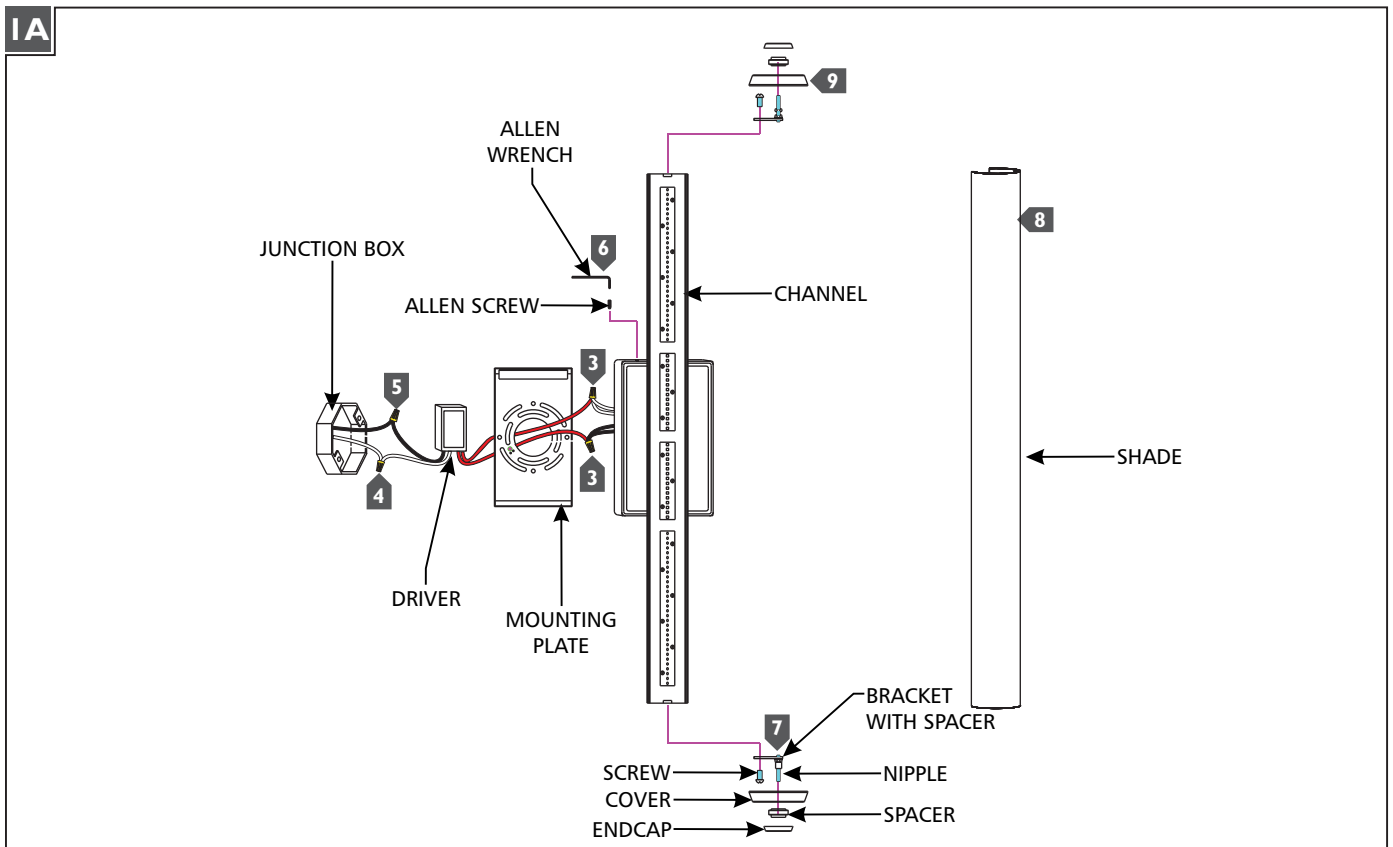 1A
9
ALLEN
WRENCH
8
JUNCTION BOX
6
ALLEN SCREW
CHANNEL
3
5
3
4
SHADE
DRIVER
MOUNTING
PLATE
BRACKET
WITH SPACER
7
SCREW
NIPPLE
COVER
SPACER
ENDCAP